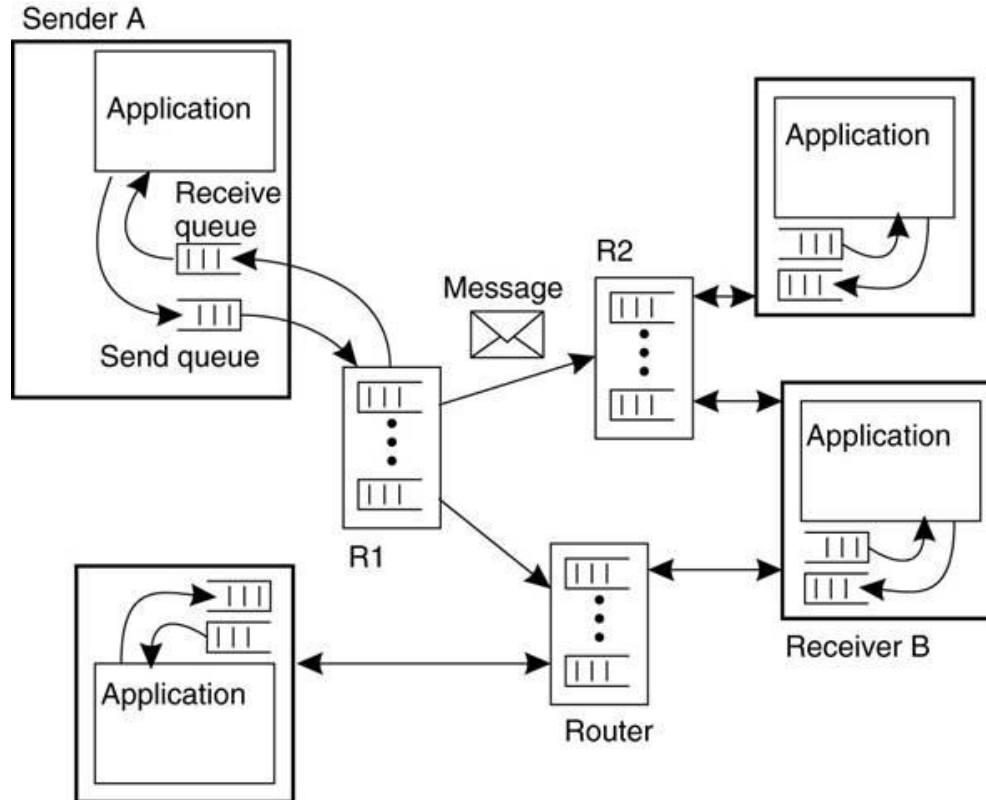 Sender A
Application
Receive
queue
Send queue
Message
R2
Application
Application
Receiver B
R1
Application
Router